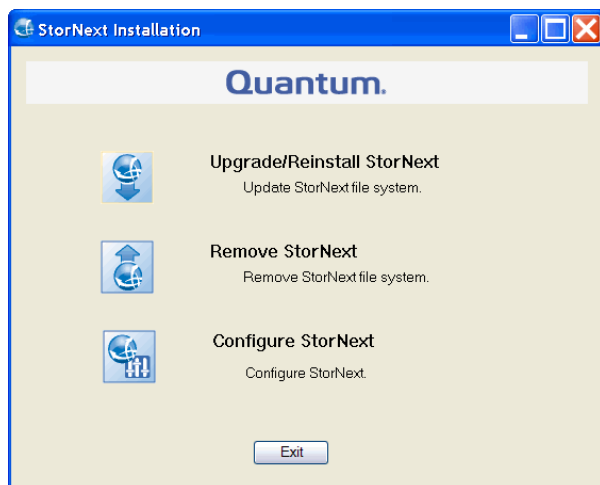 StorNext Installation
Quantum.
Upgrade/Reinstall StorNext
Update StorNext file system.
Remove StorNext
Remove StorNext file system.
Configure StorNext
Configure StorNext.
Exit